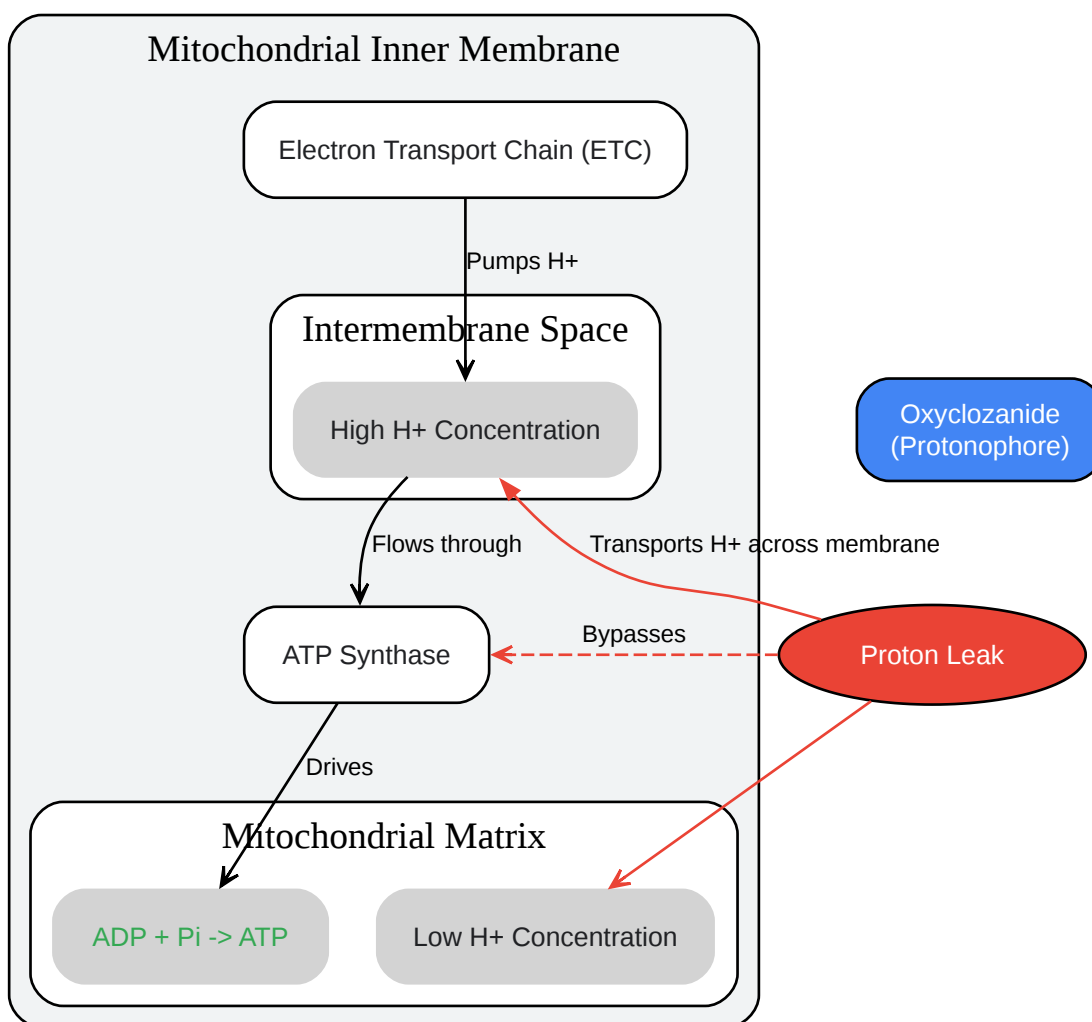 Mitochondrial Inner Membrane
Electron Transport Chain (ETC)
Pumps H+
Intermembrane Space
High H+ Concentration
Oxyclozanide
(Protonophore)
Flows through
Transports H+ across membrane
ATP Synthase
Bypasses
Proton Leak
Drives
Mitochondrial Matrix
ADP + Pi -> ATP
Low H+ Concentration